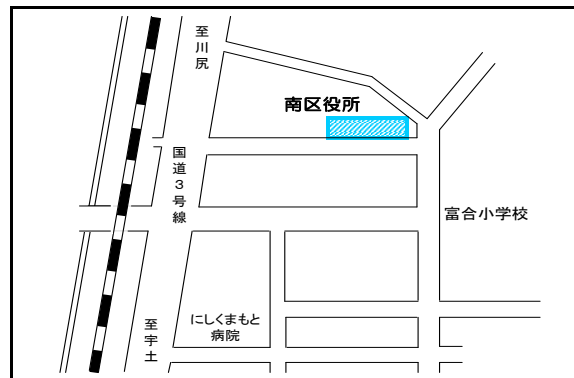 至川尻
南区役所
国道3号線
富合小学校
にしくまもと
病院
至宇土